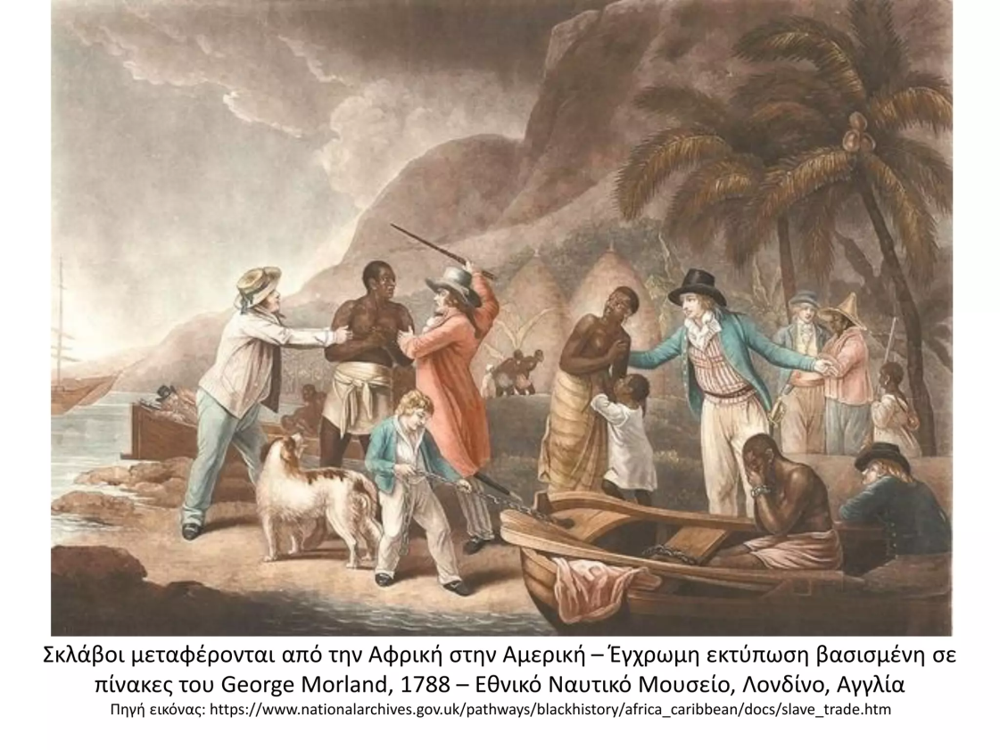 Σκλάβοι μεταφέρονται από την Αφρική στην Αμερική – Έγχρωμη εκτύπωση βασισμένη σε
πίνακες του George Morland, 1788 – Εθνικό Ναυτικό Μουσείο, Λονδίνο, Αγγλία
Πηγή εικόνας: https://www.nationalarchives.gov.uk/pathways/blackhistory/africa_caribbean/docs/slave_trade.htm